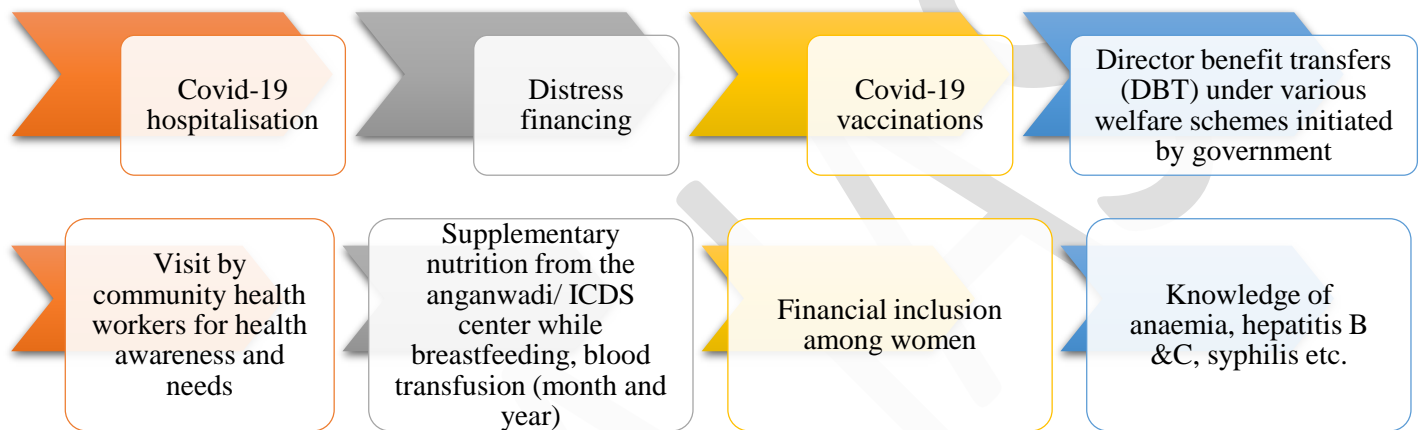 Covid-19
hospitalisation
Distress
financing
Covid-19
vaccinations
Director benefit transfers
(DBT) under various
welfare schemes initiated
by government
Visit by
community health
workers for health
awareness and
needs
Supplementary
nutrition from the
anganwadi/ ICDS
center while
breastfeeding, blood
transfusion (month and
year)
Financial inclusion
among women
Knowledge of
anaemia, hepatitis B
&C, syphilis etc.